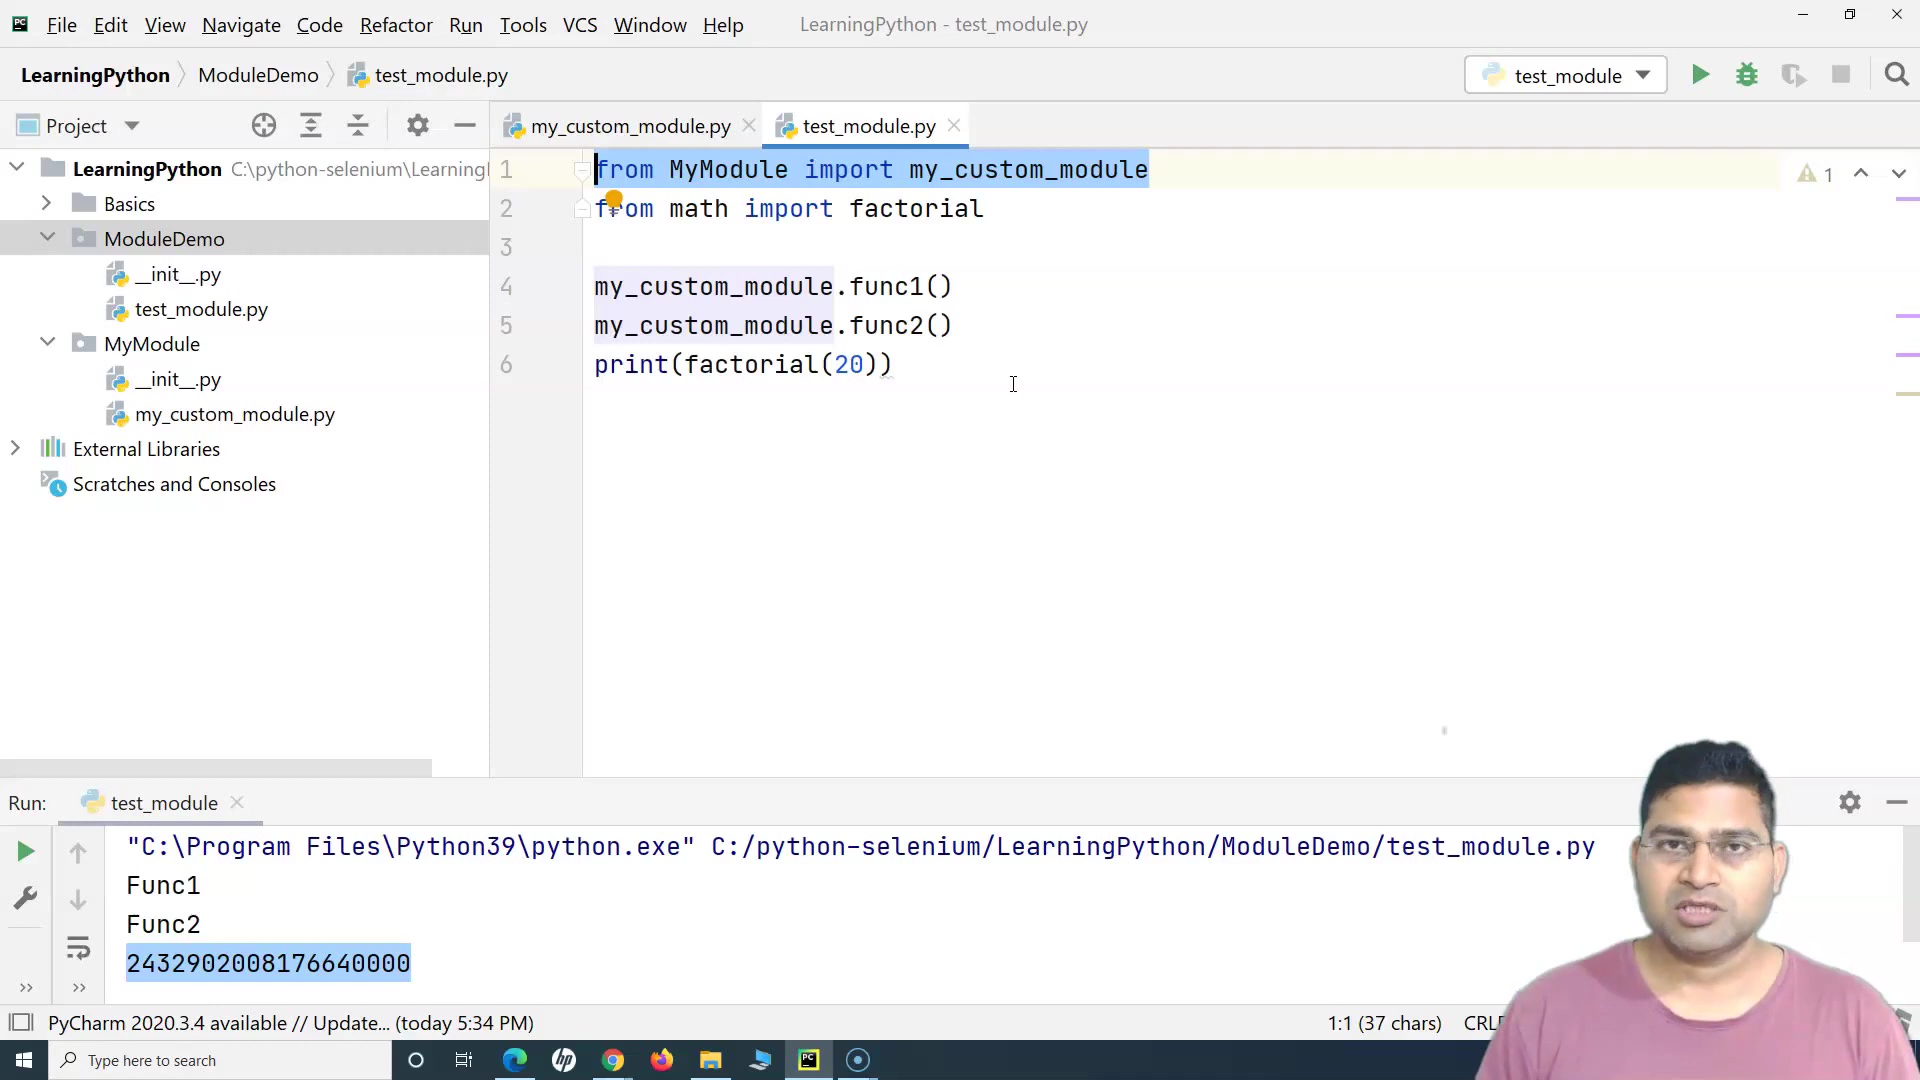 File Edit View Navigate Code Refactor Run Tools VCS Window Help LearningPython - test_module.py
LearningPython ModuleDemo test_module.py test_module
Project my_custom_module.py test_module.py
LearningPython C:\python-selenium\Learningl
Basics
ModuleDemo
__init__.py
test_module.py
MyModule
__init__.py
my_custom_module.py
External Libraries
Scratches and Consoles
1 from MyModule import my_custom_module 1
2 from math import factorial
3
4 my_custom_module.func1()
5 my_custom_module.func2()
6 print(factorial(20))
Run: test_module
"C:\Program Files\Python39\python.exe" C:/python-selenium/LearningPython/ModuleDemo/test_module.py
Func1
Func2
2432902008176640000
PyCharm 2020.3.4 available // Update... (today 5:34 PM) 1:1 (37 chars)
Type here to search